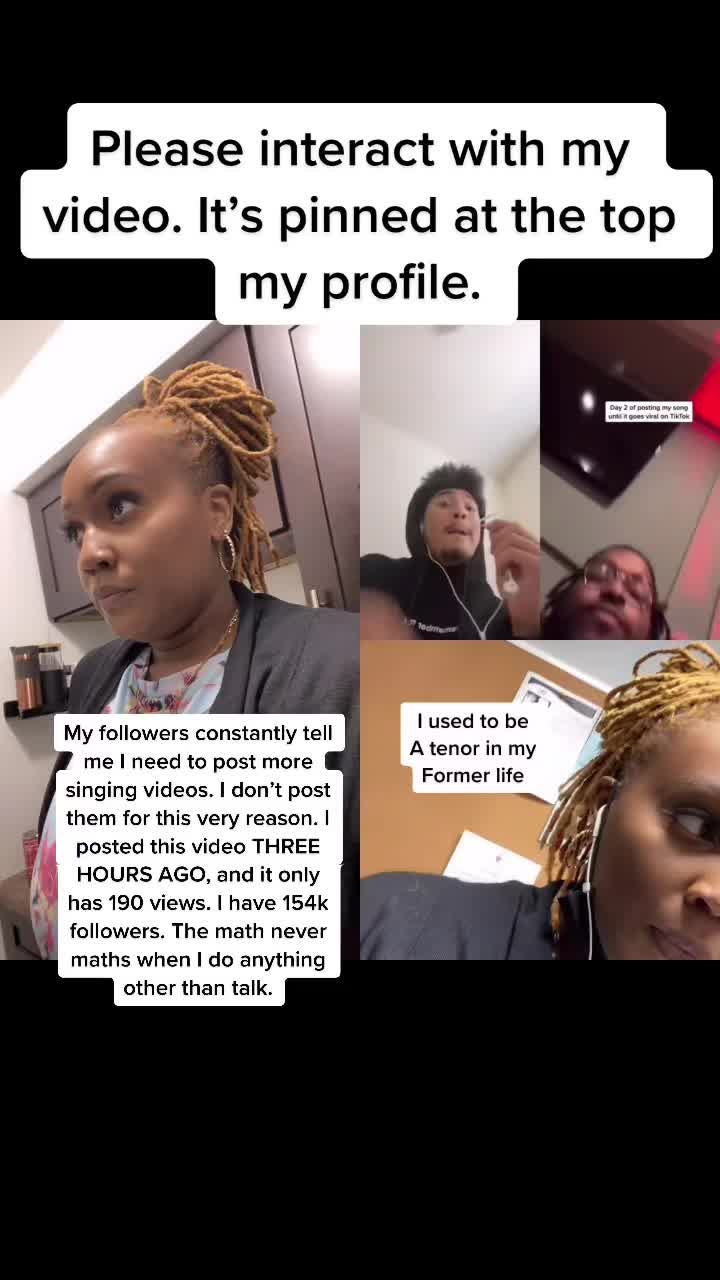 Please interact with my
video. It's pinned at the top
my profile.
Day 2 of posting my song
until it goes viral on TikTok
I used to be
A tenor in my
Former life
My followers constantly tell
me I need to post more
singing videos. I don't post
them for this very reason. I
posted this video THREE
HOURS AGO, and it only
has 190 views. I have 154k
followers. The math never
maths when I do anything
other than talk.